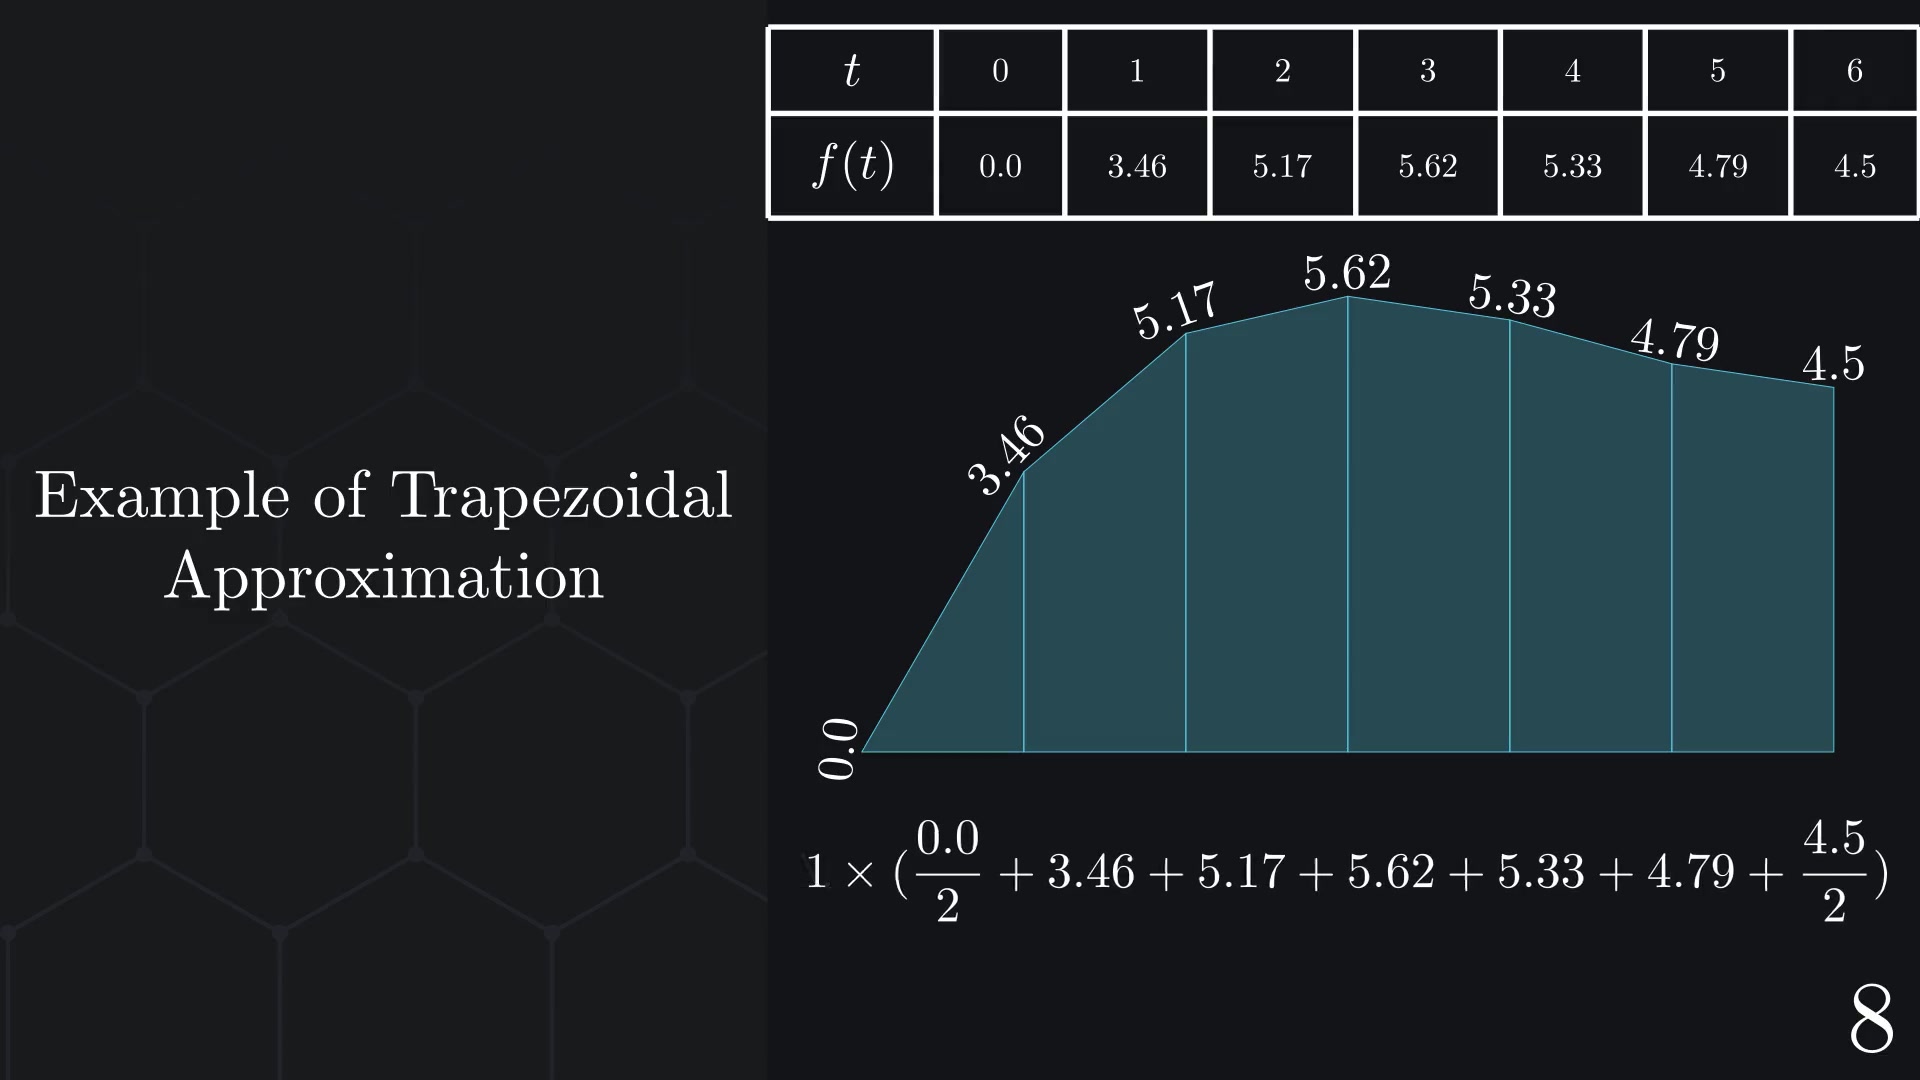 Example of Trapezoidal
Approximation
t 0 1 2 3 4 5 6
f(t) 0.0 3.46 5.17 5.62 5.33 4.79 4.5
0.0
3.46
5.17
5.62
5.33
4.79
4.5
1 × (0.0/2 + 3.46 + 5.17 + 5.62 + 5.33 + 4.79 + 4.5/2)
8